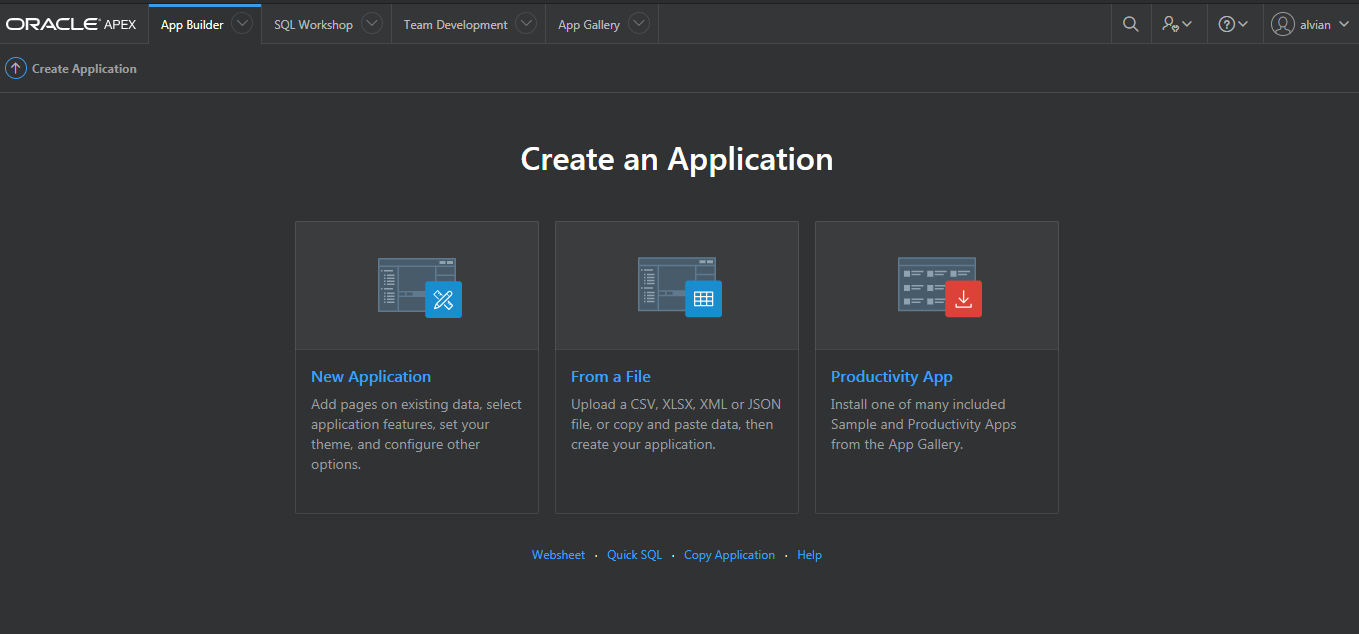 ORACLE APEX App Builder SQL Workshop Team Development App Gallery alvian
Create Application
Create an Application
New Application
Add pages on existing data, select
application features, set your
theme, and configure other
options.
From a File
Upload a CSV, XLSX, XML or JSON
file, or copy and paste data, then
create your application.
Productivity App
Install one of many included
Sample and Productivity Apps
from the App Gallery.
Websheet · Quick SQL · Copy Application · Help